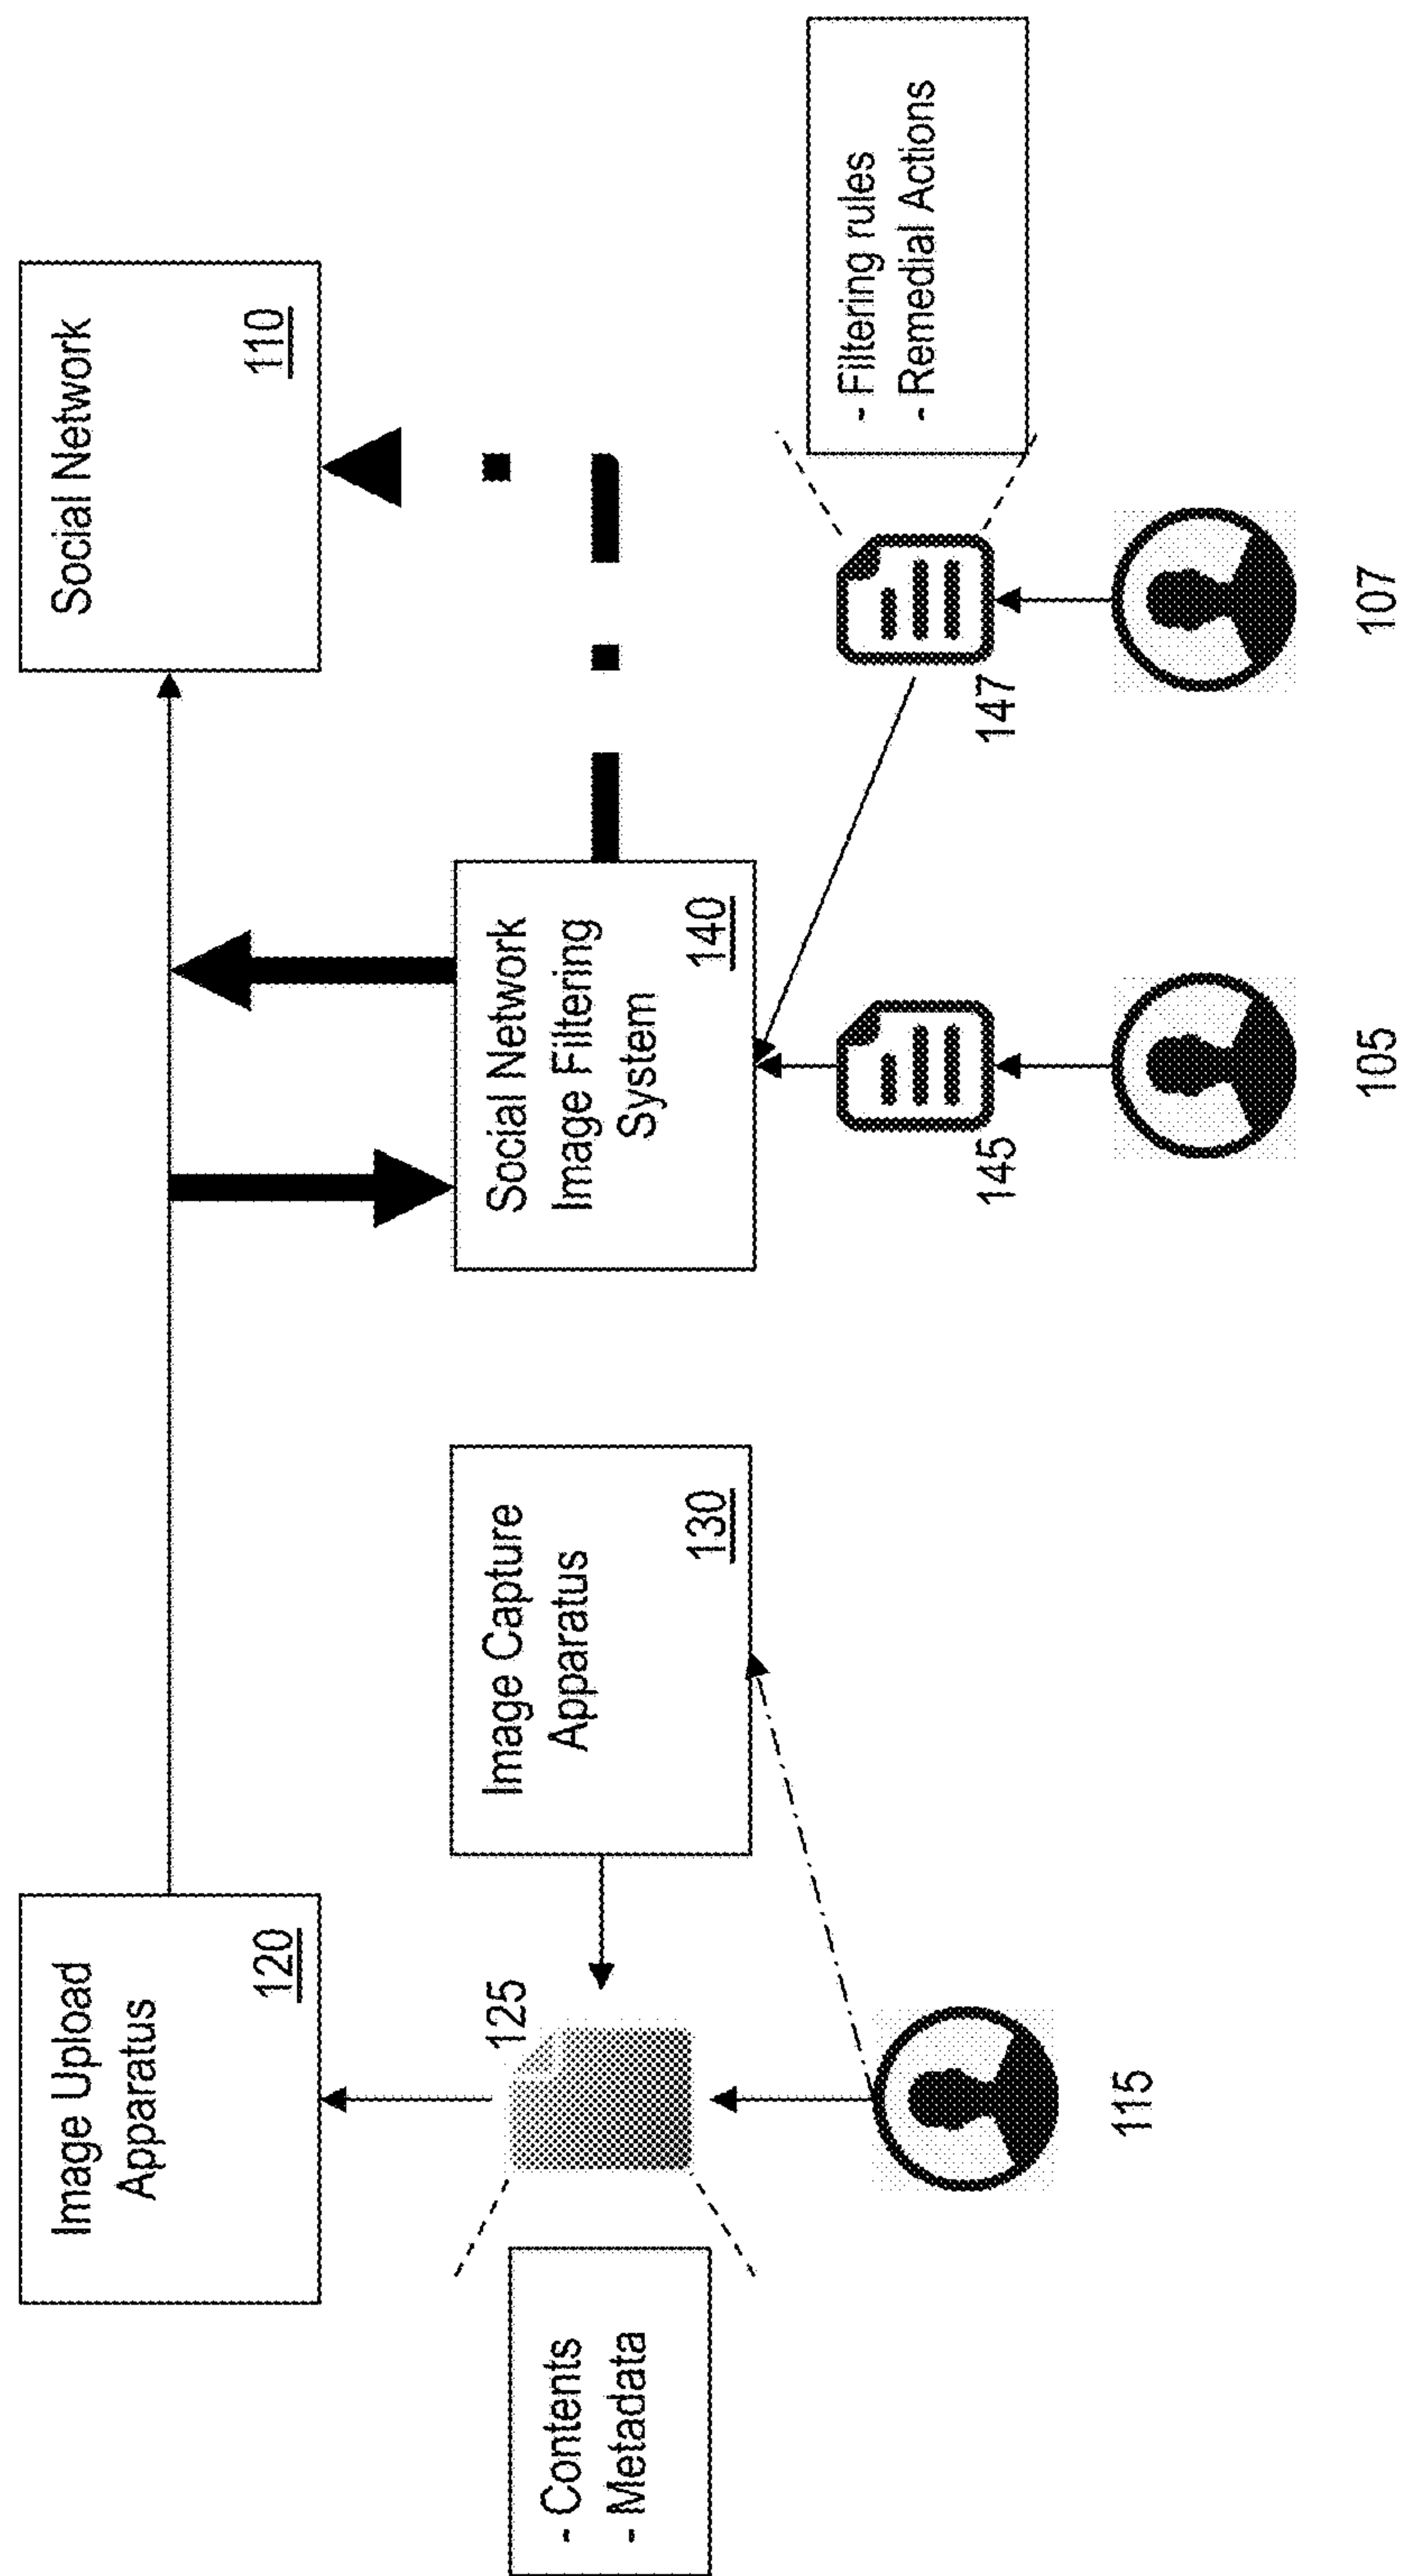 Image Upload
Apparatus
120
Social Network
110
- Contents
- Metadata
125
Image Capture
Apparatus
130
Social Network
Image Filtering
System
140
- Filtering rules
- Remedial Actions
145
147
115
105
107